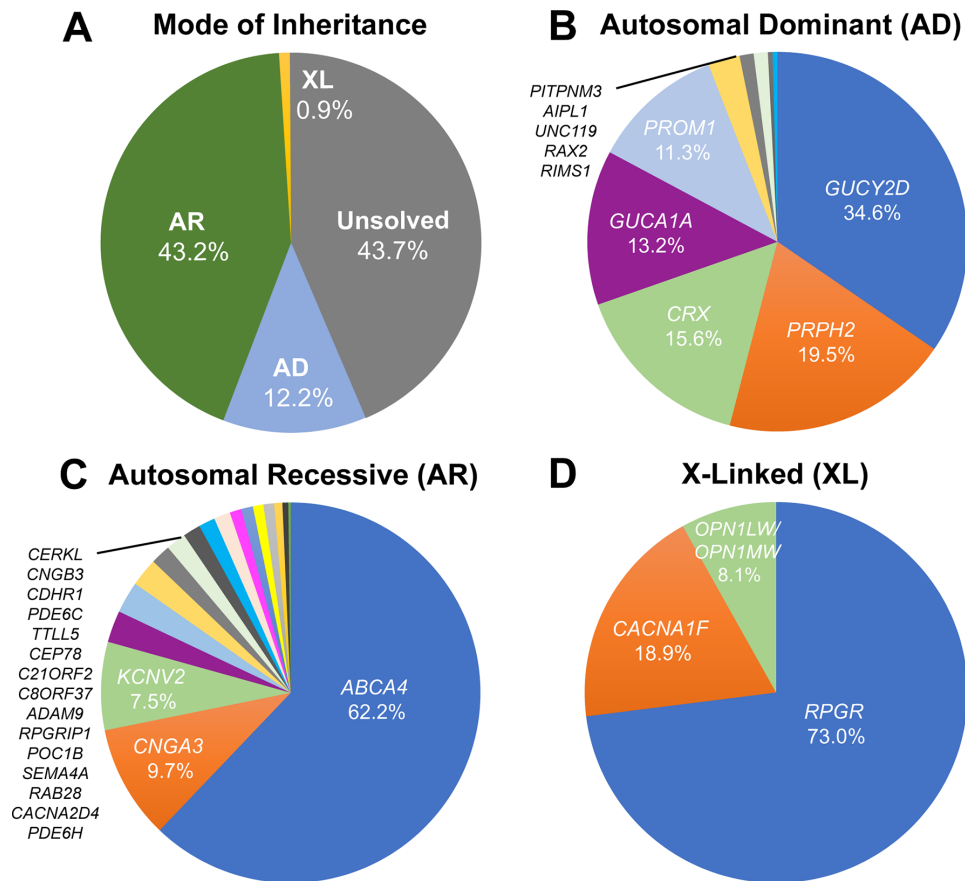 A
Mode of Inheritance
XL
0.9%
AR
43.2%
Unsolved
43.7%
AD
12.2%
B
Autosomal Dominant (AD)
PITPNM3
AIPL1
UNC119
RAX2
RIMS1
PROM1
11.3%
GUCY2D
34.6%
GUCA1A
13.2%
CRX
15.6%
PRPH2
19.5%
C
Autosomal Recessive (AR)
CERKL
CNGB3
CDHR1
PDE6C
TTLL5
CEP78
C21ORF2
C8ORF37
ADAM9
RPGRIP1
POC1B
SEMA4A
RAB28
CACNA2D4
PDE6H
KCNV2
7.5%
ABCA4
62.2%
CNGA3
9.7%
D
X-Linked (XL)
OPN1LW/
OPN1MW
8.1%
CACNA1F
18.9%
RPGR
73.0%